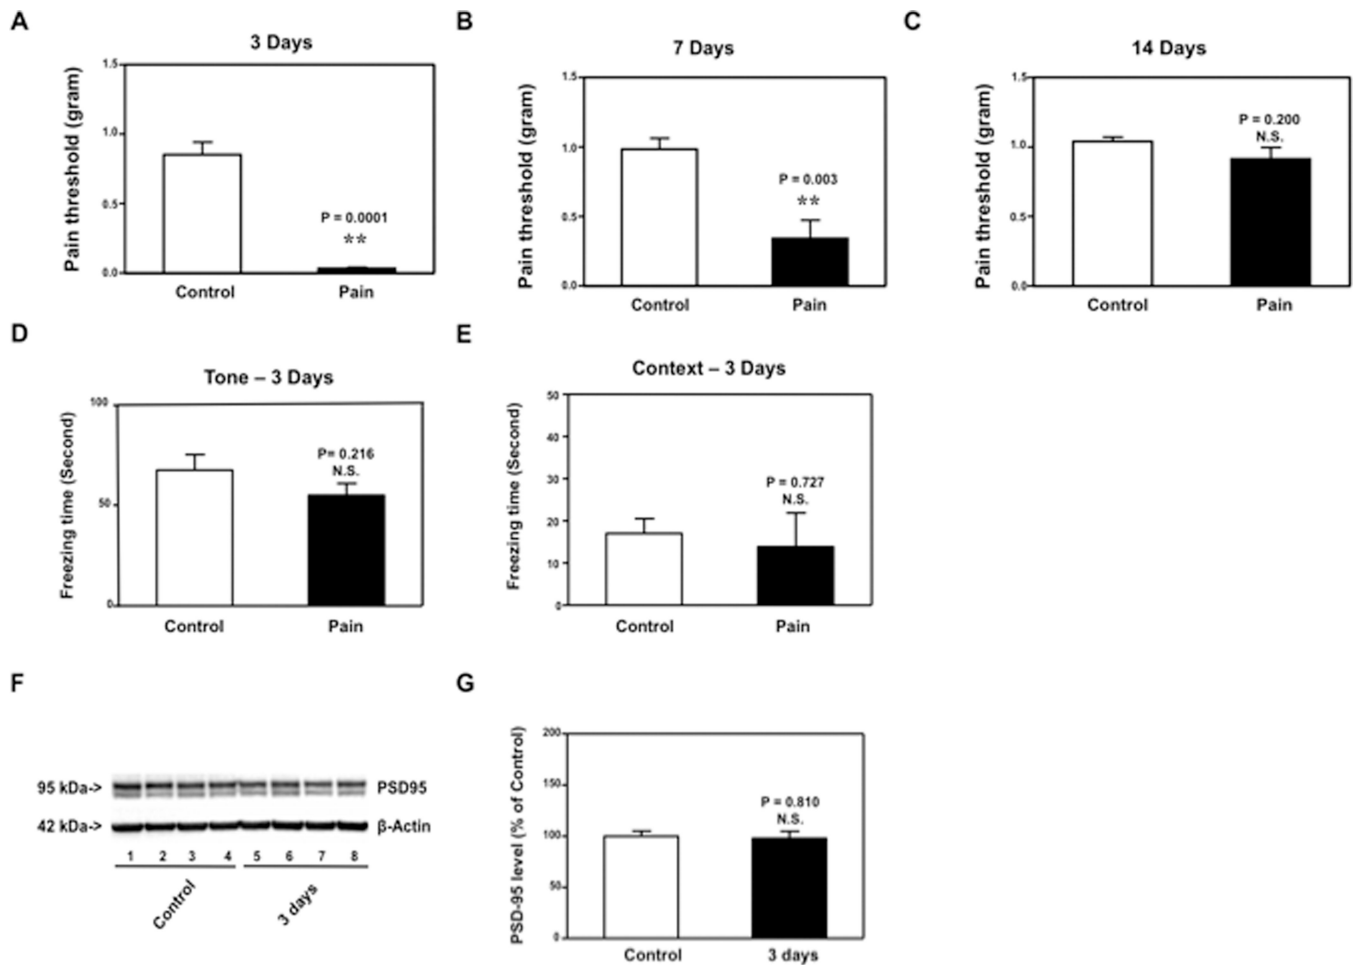 A
3 Days
Pain threshold (gram)
1.5
1.0
0.5
0.0
P = 0.0001
**
Control
Pain
B
7 Days
Pain threshold (gram)
1.5
1.0
0.5
0.0
P = 0.003
**
Control
Pain
C
14 Days
Pain threshold (gram)
1.5
1.0
0.5
0.0
P = 0.200
N.S.
Control
Pain
D
Tone – 3 Days
Freezing time (Second)
100
50
0
P= 0.216
N.S.
Control
Pain
E
Context – 3 Days
Freezing time (Second)
50
40
30
20
10
0
P = 0.727
N.S.
Control
Pain
F
95 kDa-> PSD95
42 kDa-> β-Actin
1 2 3 4 5 6 7 8
Control
3 days
G
PSD-95 level (% of Control)
200
150
100
50
0
P = 0.810
N.S.
Control
3 days